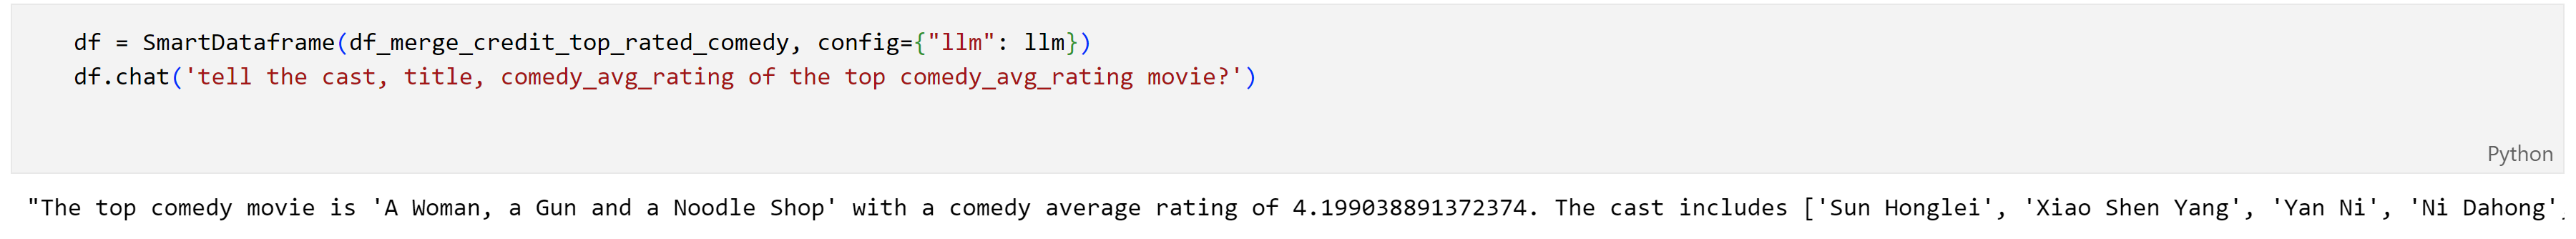 df = SmartDataframe(df_merge_credit_top_rated_comedy, config={"llm": llm})
df.chat('tell the cast, title, comedy_avg_rating of the top comedy_avg_rating movie?')
Python
"The top comedy movie is 'A Woman, a Gun and a Noodle Shop' with a comedy average rating of 4.199038891372374. The cast includes ['Sun Honglei', 'Xiao Shen Yang', 'Yan Ni', 'Ni Dahong'